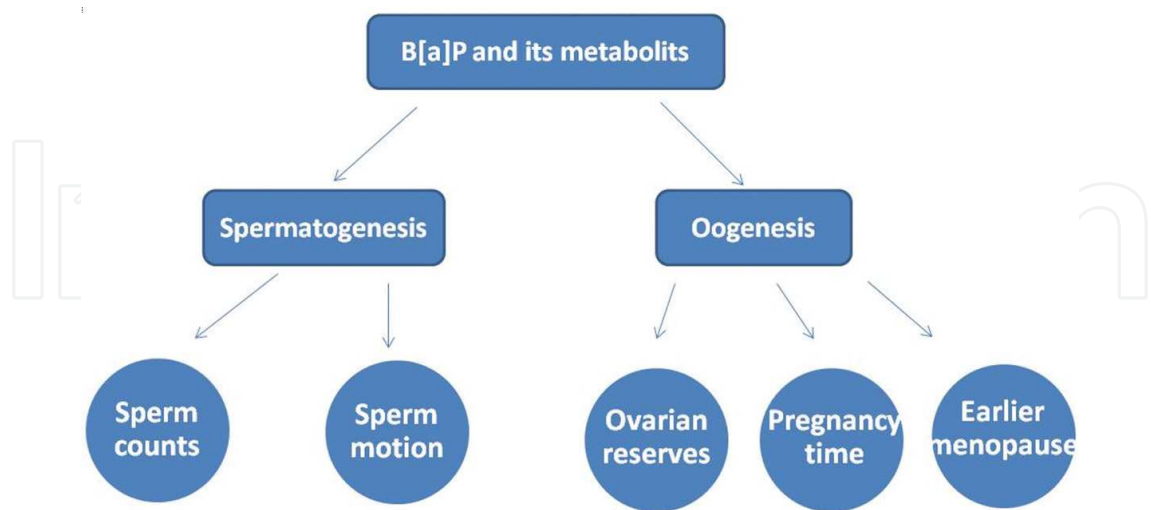 B[a]P and its metabolits
Spermatogenesis
Oogenesis
Sperm
counts
Sperm
motion
Ovarian
reserves
Pregnancy
time
Earlier
menopause